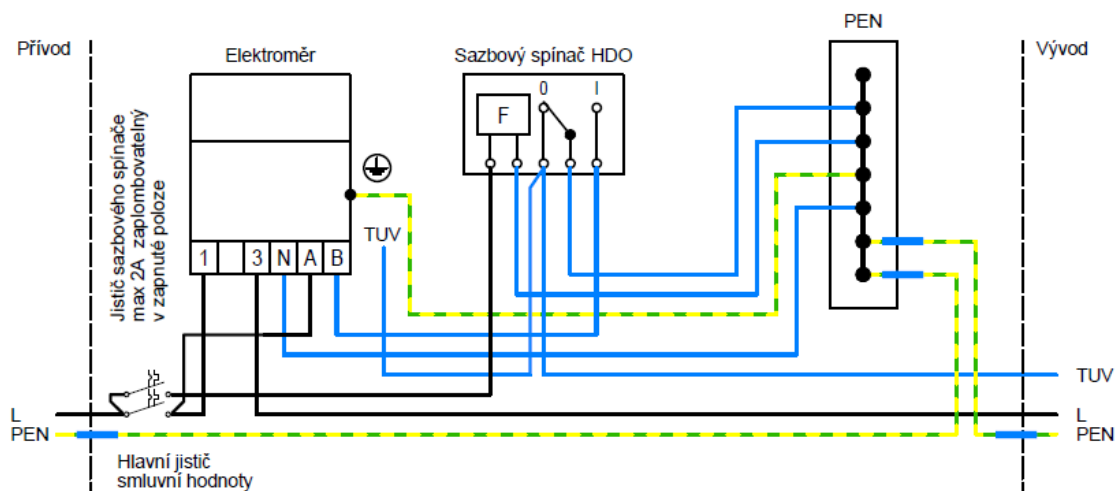 PEN
Přívod
Elektroměr
Sazbový spínač HDO
Vývod
0
I
F
Jistič sazbového spínače
max 2A zaplombovatelný
v zapnuté poloze
TUV
1
3
N
A
B
TUV
L
L
PEN
PEN
Hlavní jistič
smluvní hodnoty